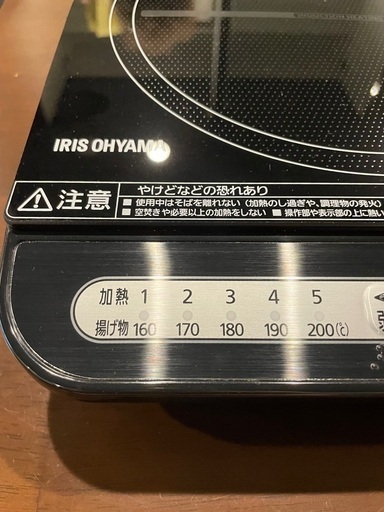 IRIS OHYAMA
注意
やけどなどの恐れあり
■使用中はそばを離れない(加熱のし過ぎや、調理物の発火)
■空焚きや必要以上の加熱をしない ■操作部や表示部の上に熱い
加熱 1 2 3 4 5
揚げ物 160 170 180 190 200(℃)